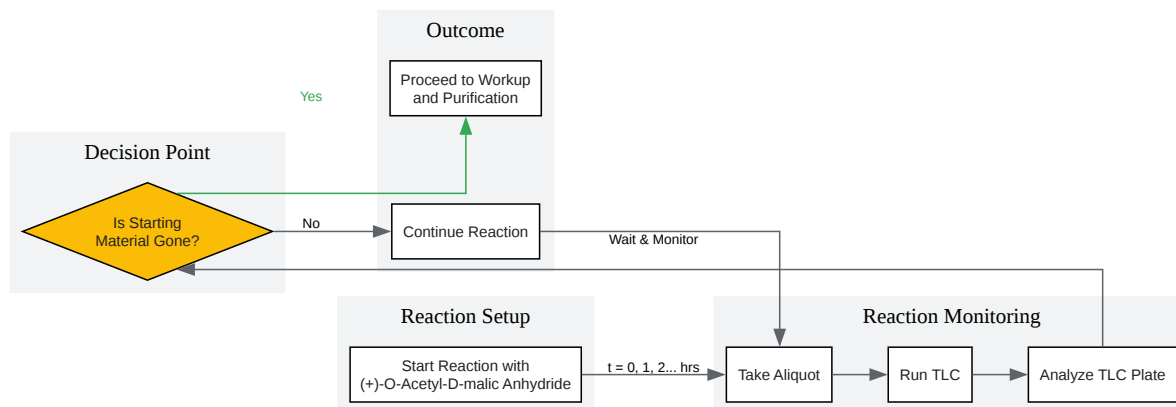 Outcome
Proceed to Workup
and Purification
Yes
Decision Point
Is Starting
Material Gone?
No
Continue Reaction
Wait & Monitor
Reaction Setup
Start Reaction with
(+)-O-Acetyl-D-malic Anhydride
t = 0, 1, 2... hrs
Reaction Monitoring
Take Aliquot
Run TLC
Analyze TLC Plate